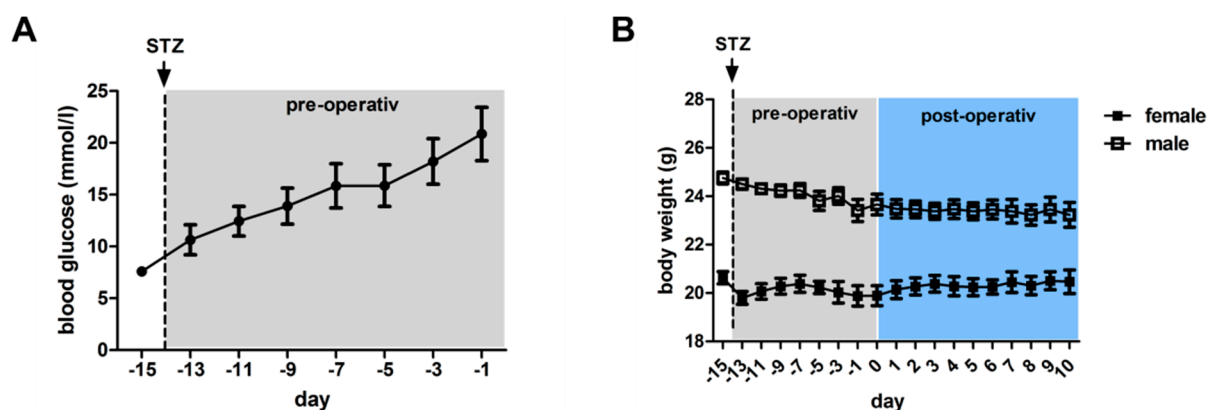 A
STZ
pre-operativ
25
20
15
10
5
0
blood glucose (mmol/l)
-15 -13 -11 -9 -7 -5 -3 -1
day
B
STZ
pre-operativ
post-operativ
28
26
24
22
20
18
body weight (g)
-15 -13 -11 -9 -7 -5 -3 -1 0 1 2 3 4 5 6 7 8 9 10
day
female
male